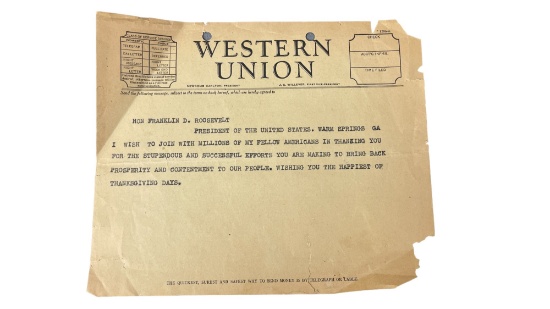 WESTERN
UNION
HON FRANKLIN D. ROOSEVELT
PRESIDENT OF THE UNITED STATES. WARM SPRINGS GA
I WISH TO JOIN WITH MILLIONS OF MY FELLOW AMERICANS IN THANKING YOU
FOR THE STUPENDOUS AND SUCCESSFUL EFFORTS YOU ARE MAKING TO BRING BACK
PROSPERITY AND CONTENTMENT TO OUR PEOPLE. WISHING YOU THE HAPPIEST OF
THANKSGIVING DAYS.
THE QUICKEST, SUREST AND SAFEST WAY TO SEND MONEY IS BY TELEGRAPH OR CABLE